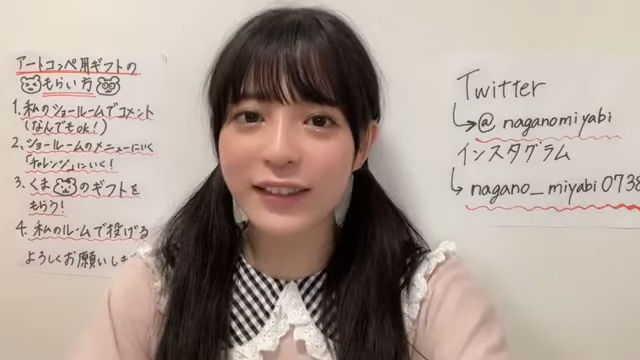 アートコンペ用ギフトの
もらい方
1.私のショールームでコメント
(なんでもok!)
2.ショールームのメニューにいく
「チャレンジ」にいく!
3.くまのギフトを
もらう!
4.私のルームで投げる
よろしくお願いしま
Twitter
@naganomiyabi
インスタグラム
nagano_miyabi0738